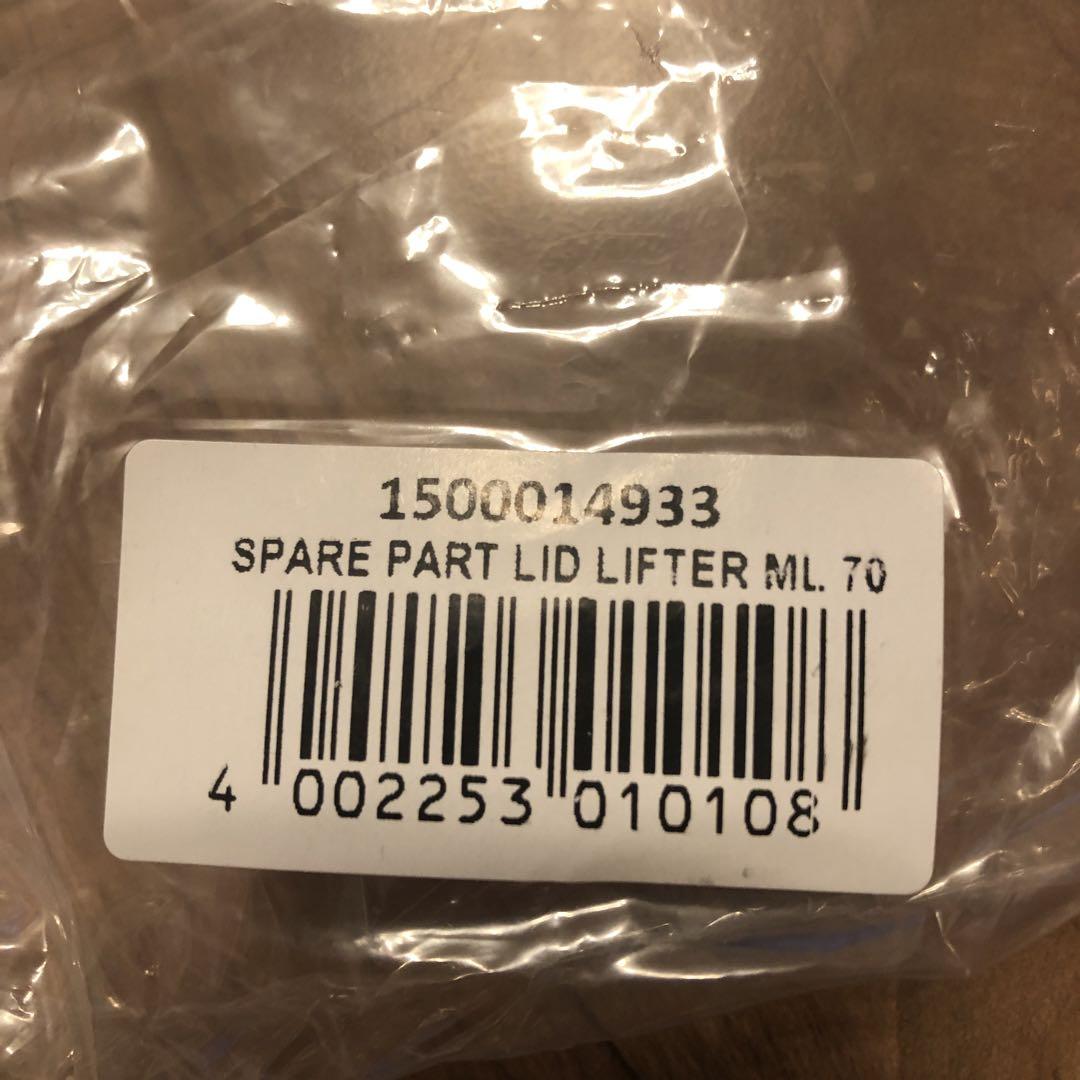 1500014933
SPARE PART LID LIFTER ML. 70
4 002253 010108